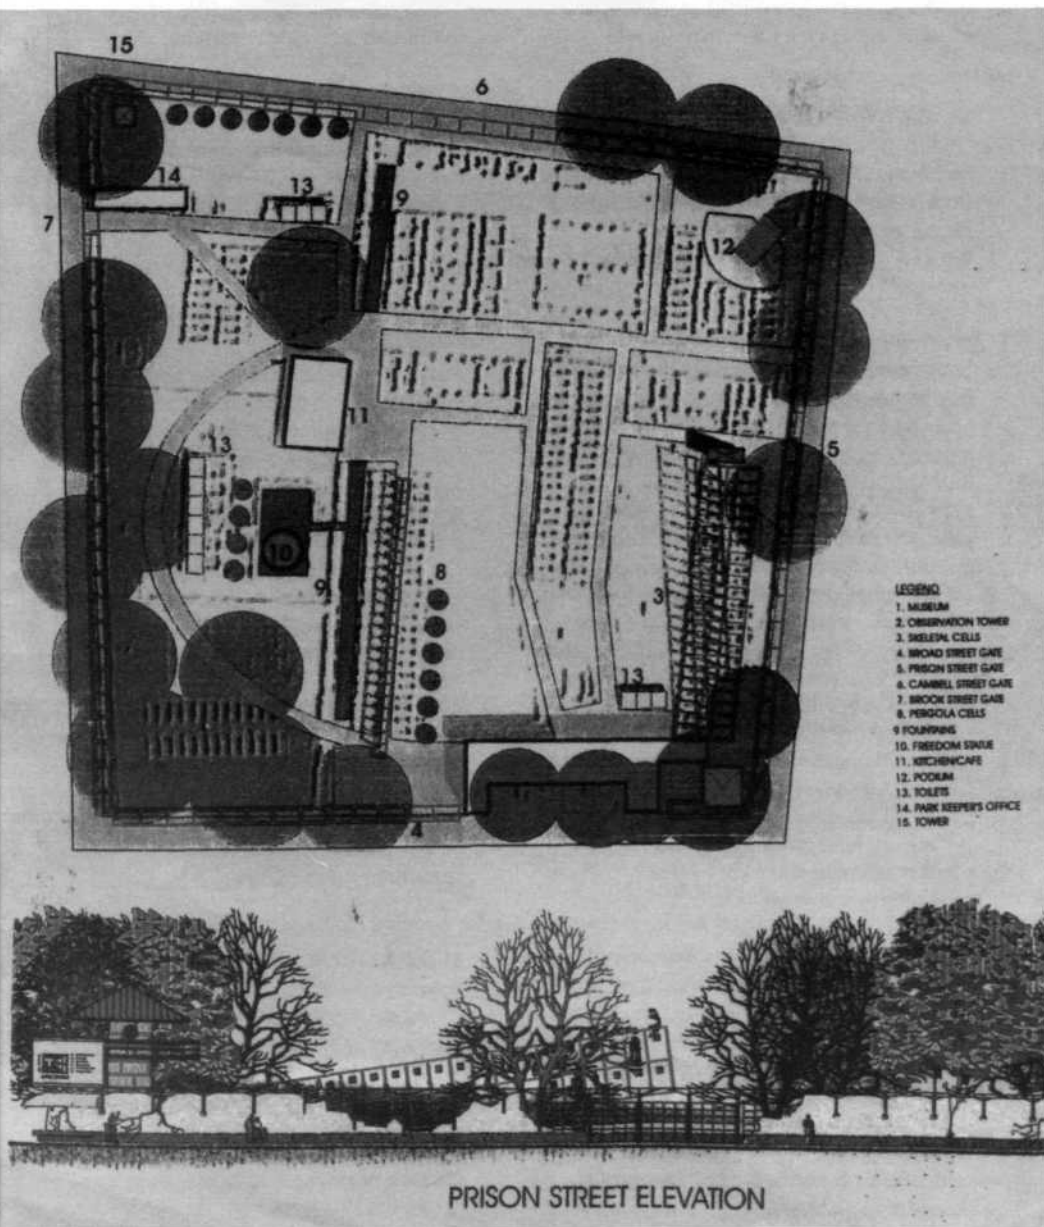 15
6
14
13
9
7
12
11
5
13
10
8
9
3
13
4
LEGEND
1. MUSEUM
2. OBSERVATION TOWER
3. SKELETAL CELLS
4. BROAD STREET GATE
5. PRISON STREET GATE
6. CAMBELL STREET GATE
7. BROOK STREET GATE
8. PERGOLA CELLS
9 FOUNTAINS
10. FREEDOM STATUE
11. KITCHEN/CAFE
12. PODIUM
13. TOILETS
14. PARK KEEPER'S OFFICE
15. TOWER
PRISON STREET ELEVATION